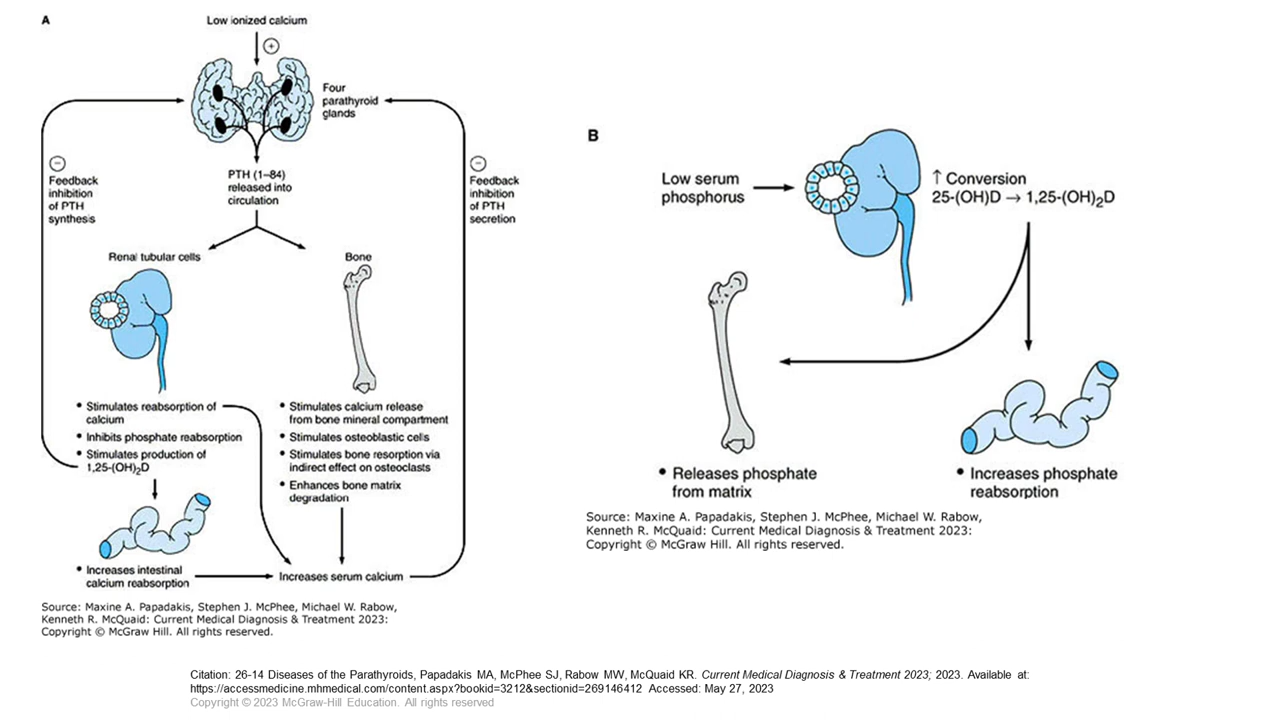 A
Low ionized calcium
+
Four
parathyroid
glands
−
Feedback
inhibition
of PTH
synthesis
PTH (1–84)
released into
circulation
−
Feedback
inhibition
of PTH
secretion
Renal tubular cells
Bone
• Stimulates reabsorption of
calcium
• Inhibits phosphate reabsorption
• Stimulates production of
1,25-(OH)₂D
• Stimulates calcium release
from bone mineral compartment
• Stimulates osteoblastic cells
• Stimulates bone resorption via
indirect effect on osteoclasts
• Enhances bone matrix
degradation
• Increases intestinal
calcium reabsorption
Increases serum calcium
Source: Maxine A. Papadakis, Stephen J. McPhee, Michael W. Rabow,
Kenneth R. McQuaid: Current Medical Diagnosis & Treatment 2023:
Copyright © McGraw Hill. All rights reserved.
B
Low serum
phosphorus
↑ Conversion
25-(OH)D → 1,25-(OH)₂D
• Releases phosphate
from matrix
• Increases phosphate
reabsorption
Source: Maxine A. Papadakis, Stephen J. McPhee, Michael W. Rabow,
Kenneth R. McQuaid: Current Medical Diagnosis & Treatment 2023:
Copyright © McGraw Hill. All rights reserved.
Citation: 26-14 Diseases of the Parathyroids, Papadakis MA, McPhee SJ, Rabow MW, McQuaid KR. Current Medical Diagnosis & Treatment 2023; 2023. Available at:
https://accessmedicine.mhmedical.com/content.aspx?bookid=3212&sectionid=269146412 Accessed: May 27, 2023
Copyright © 2023 McGraw-Hill Education. All rights reserved